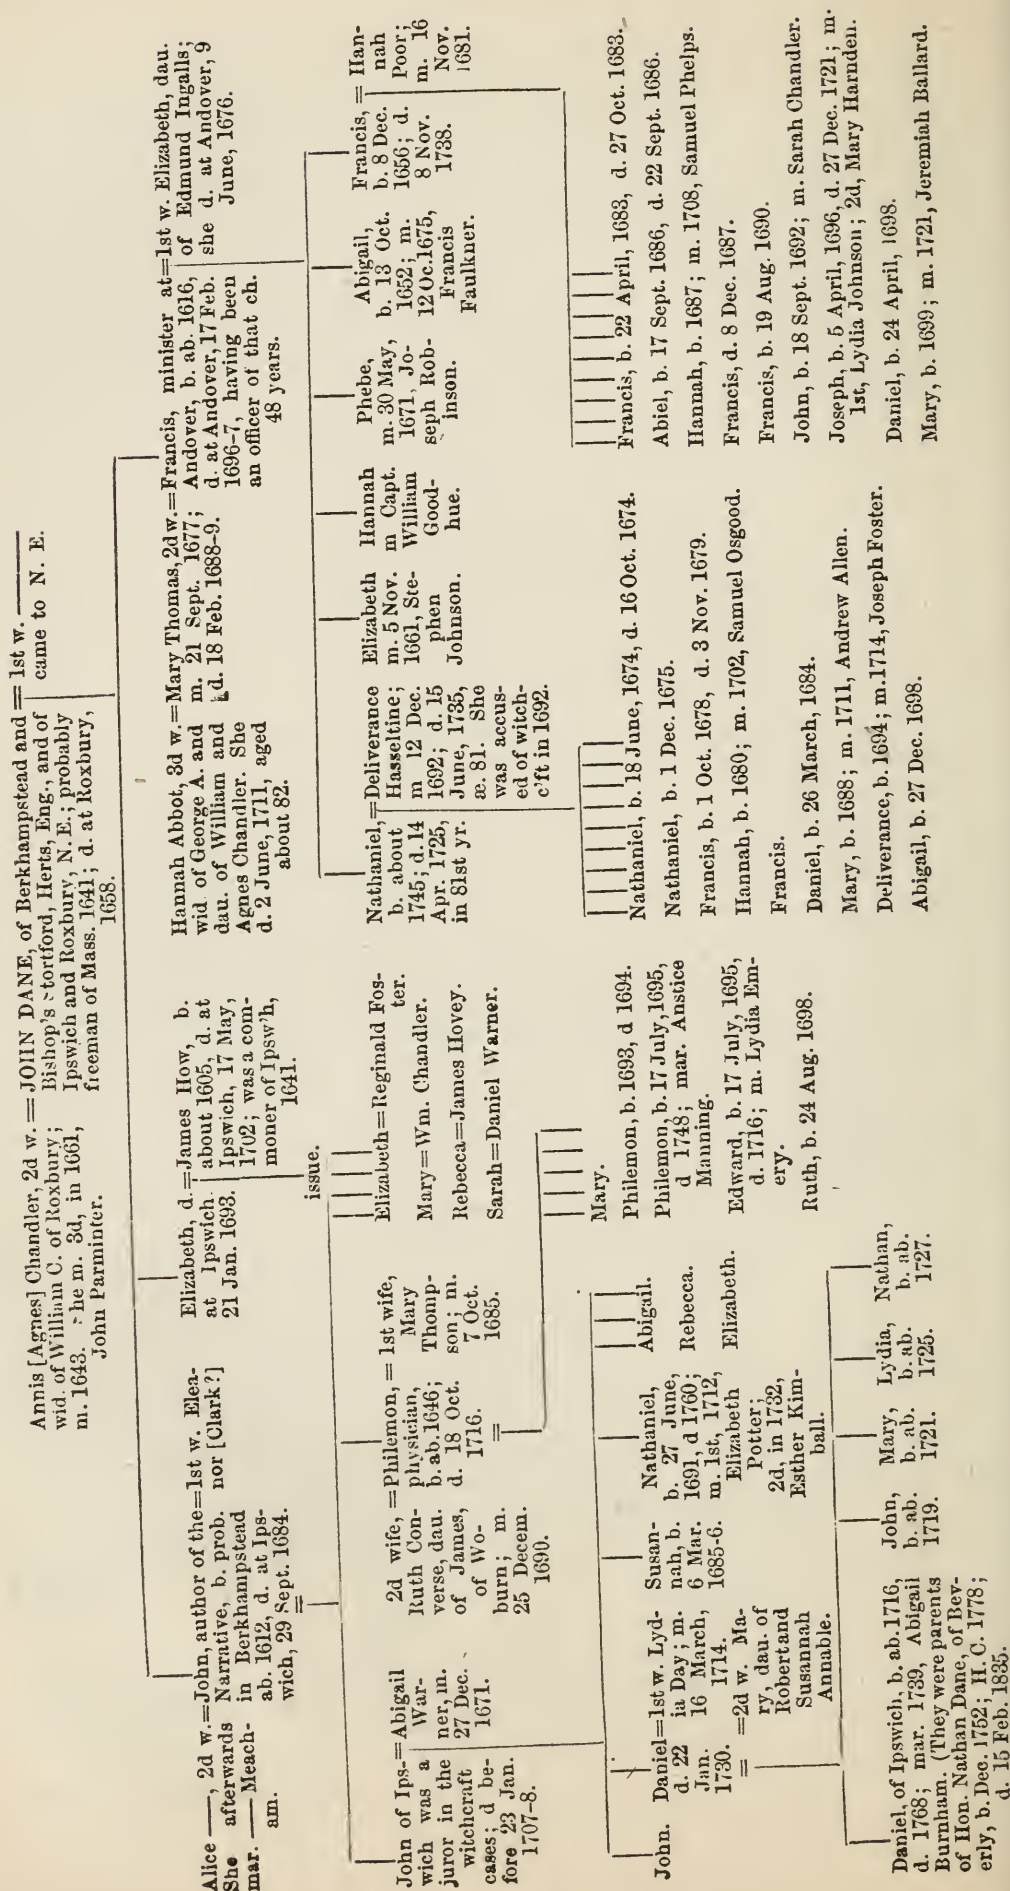 Annis [Agnes] Chandler, 2d w. = JOHN DANE, of Berkhampstead and = 1st w. ———
wid. of William C. of Roxbury;
m. 1643. She m. 3d, in 1661,
John Parminter.
Bishop's Stortford, Herts, Eng., and of
Ipswich and Roxbury, N. E.; probably
freeman of Mass. 1641; d. at Roxbury,
1658.
came to N. E.
Alice ——, 2d w.=John, author of the=1st w. Elea-
She afterwards
mar. —— Meach-
am.
Narrative, b. prob.
in Berkhampstead
ab. 1612, d. at Ips-
wich, 29 Sept. 1684.
=
nor [Clark?]
Elizabeth, d.=James How, b.
at Ipswich
21 Jan. 1693.
about 1605, d. at
Ipswich, 17 May,
1702; was a com-
moner of Ipsw'h,
1641.
issue.
Hannah Abbot, 3d w.=Mary Thomas, 2d w.=Francis, minister at=1st w. Elizabeth, dau.
wid. of George A. and
dau. of William and
Agnes Chandler. She
d. 2 June, 1711, aged
about 82.
m. 21 Sept. 1677;
d. 18 Feb. 1688-9.
Andover, b. ab. 1616,
d. at Andover, 17 Feb.
1696-7, having been
an officer of that ch.
48 years.
of Edmund Ingalls;
she d. at Andover, 9
June, 1676.
John of Ips-=Abigail
wich was a
juror in the
witchcraft
cases; d be-
fore 23 Jan.
1707-8.
War-
ner, m.
27 Dec.
1671.
2d wife, =Philemon, = 1st wife,
Ruth Con-
verse, dau.
of James,
of Wo-
burn; m.
25 Decem.
1690.
physician,
b. ab. 1646;
d. 18 Oct.
1716.
=
Mary
Thomp-
son; m.
7 Oct.
1685.
Elizabeth=Reginald Fos-
ter.
Mary=Wm. Chandler.
Rebecca=James Hovey.
Sarah=Daniel Warner.
Nathaniel,=Deliverance
b. about
1745; d. 14
Apr. 1725,
in 81st yr.
Hasseltine;
m 12 Dec.
1692; d. 15
June, 1735,
æ. 81. She
was accus-
ed of witch-
c'ft in 1692.
Elizabeth
m. 5 Nov.
1661, Ste-
phen
Johnson.
Hannah
m Capt.
William
Good-
hue.
Phebe,
m. 30 May,
1671, Jo-
seph Rob-
inson.
Abigail,
b. 13 Oct.
1652; m.
12 Oc. 1675,
Francis
Faulkner.
Francis, = Han-
b. 8 Dec.
1656; d.
8 Nov.
1738.
nah
Poor;
m. 16
Nov.
1681.
John.
Daniel=1st w. Lyd-
d. 22
Jan.
1730.
=
ia Day; m.
16 March,
1714.
=2d w. Ma-
ry, dau. of
Robert and
Susannah
Annable.
Susan-
nah, b.
6 Mar.
1685-6.
Nathaniel,
b. 27 June,
1691, d 1760;
m. 1st, 1712,
Elizabeth
Potter;
2d, in 1732,
Esther Kim-
ball.
Abigail.
Rebecca.
Elizabeth.
Mary.
Philemon, b. 1693, d 1694.
Philemon, b. 17 July, 1695,
d 1748; mar. Anstice
Manning.
Edward, b. 17 July, 1695,
d. 1716; m. Lydia Em-
ery.
Ruth, b. 24 Aug. 1698.
Nathaniel, b. 18 June, 1674, d. 16 Oct. 1674.
Nathaniel, b. 1 Dec. 1675.
Francis, b. 1 Oct. 1678, d. 3 Nov. 1679.
Hannah, b. 1680; m. 1702, Samuel Osgood.
Francis.
Daniel, b. 26 March, 1684.
Mary, b. 1688; m. 1711, Andrew Allen.
Deliverance, b. 1694; m. 1714, Joseph Foster.
Abigail, b. 27 Dec. 1698.
Francis, b. 22 April, 1683, d. 27 Oct. 1683.
Abiel, b. 17 Sept. 1686, d. 22 Sept. 1686.
Hannah, b. 1687; m. 1708, Samuel Phelps.
Francis, d. 8 Dec. 1687.
Francis, b. 19 Aug. 1690.
John, b. 18 Sept. 1692; m. Sarah Chandler.
Joseph, b. 5 April, 1696, d. 27 Dec. 1721; m.
1st, Lydia Johnson; 2d, Mary Harnden.
Daniel, b. 24 April, 1698.
Mary, b. 1699; m. 1721, Jeremiah Ballard.
Daniel, of Ipswich, b. ab. 1716,
d. 1768; mar. 1739, Abigail
Burnham. (They were parents
of Hon. Nathan Dane, of Bev-
erly, b. Dec. 1752; H. C. 1778;
d. 15 Feb. 1835.
John,
b. ab.
1719.
Mary,
b. ab.
1721.
Lydia,
b. ab.
1725.
Nathan,
b. ab.
1727.